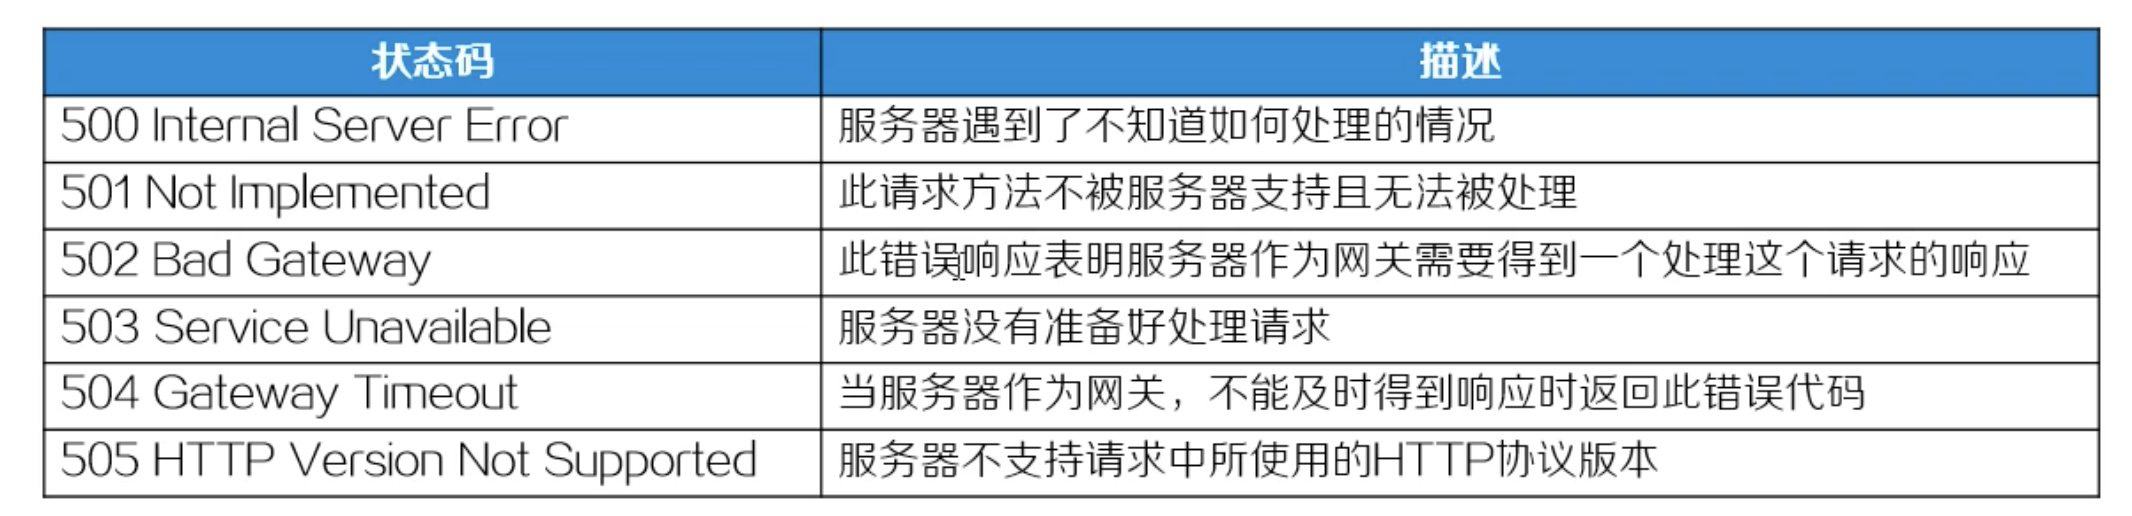 状态码 描述
500 Internal Server Error 服务器遇到了不知道如何处理的情况
501 Not Implemented 此请求方法不被服务器支持且无法被处理
502 Bad Gateway 此错误响应表明服务器作为网关需要得到一个处理这个请求的响应
503 Service Unavailable 服务器没有准备好处理请求
504 Gateway Timeout 当服务器作为网关，不能及时得到响应时返回此错误代码
505 HTTP Version Not Supported 服务器不支持请求中所使用的HTTP协议版本